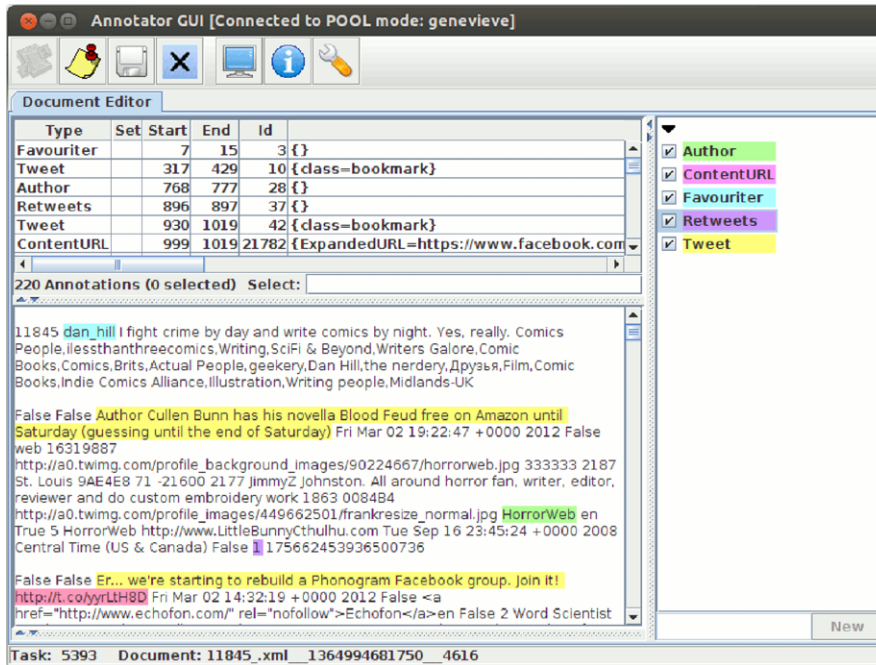 Annotator GUI [Connected to POOL mode: genevieve]
Document Editor
Type Set Start End Id
Favouriter 7 15 3 {}
Tweet 317 429 10 {class=bookmark}
Author 768 777 28 {}
Retweets 896 897 37 {}
Tweet 930 1019 42 {class=bookmark}
ContentURL 999 1019 21782 {ExpandedURL=https://www.facebook.com
220 Annotations (0 selected) Select:
11845 dan_hill I fight crime by day and write comics by night. Yes, really. Comics
People,ilessthanthreecomics,Writing,SciFi & Beyond,Writers Galore,Comic
Books,Comics,Brits,Actual People,geekery,Dan Hill,the nerdery,Друзья,Film,Comic
Books,Indie Comics Alliance,Illustration,Writing people,Midlands-UK
False False Author Cullen Bunn has his novella Blood Feud free on Amazon until
Saturday (guessing until the end of Saturday) Fri Mar 02 19:22:47 +0000 2012 False
web 16319887
http://a0.twimg.com/profile_background_images/90224667/horrorweb.jpg 333333 2187
St. Louis 9AE4E8 71 -21600 2177 JimmyZ Johnston. All around horror fan, writer, editor,
reviewer and do custom embroidery work 1863 0084B4
http://a0.twimg.com/profile_images/449662501/frankresize_normal.jpg HorrorWeb en
True 5 HorrorWeb http://www.LittleBunnyCthulhu.com Tue Sep 16 23:45:24 +0000 2008
Central Time (US & Canada) False 1 175662453936500736
False False Er... we're starting to rebuild a Phonogram Facebook group. Join it!
http://t.co/yyrLtH8D Fri Mar 02 14:32:19 +0000 2012 False <a
href="http://www.echofon.com/" rel="nofollow">Echofon</a>en False 2 Word Scientist
Author
ContentURL
Favouriter
Retweets
Tweet
New
Task: 5393 Document: 11845_.xml__1364994681750__4616